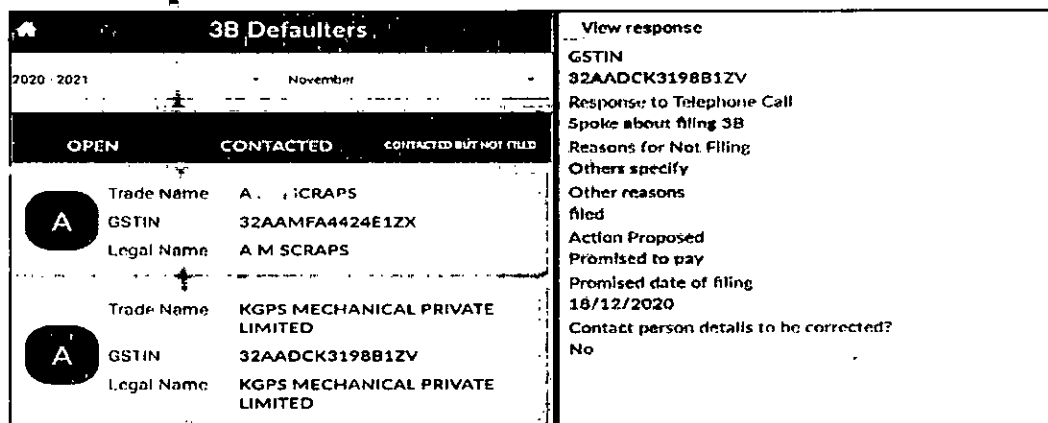 3B Defaulters
2020 - 2021
November
OPEN
CONTACTED
CONTACTED BUT NOT FILED
A
Trade Name A SCRAPS
GSTIN 32AAMFA4424E1ZX
Legal Name A M SCRAPS
A
Trade Name KGPS MECHANICAL PRIVATE
LIMITED
GSTIN 32AADCK3198B1ZV
Legal Name KGPS MECHANICAL PRIVATE
LIMITED
View response
GSTIN
32AADCK3198B1ZV
Response to Telephone Call
Spoke about filing 3B
Reasons for Not Filing
Others specify
Other reasons
filed
Action Proposed
Promised to pay
Promised date of filing
18/12/2020
Contact person details to be corrected?
No